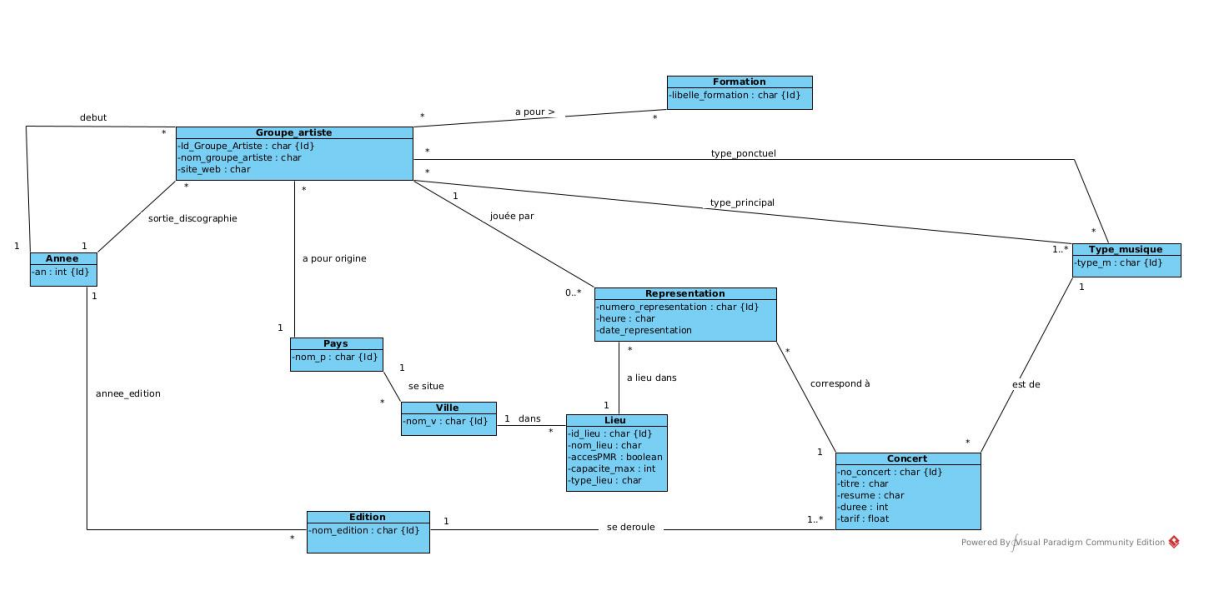 Formation
-libelle_formation : char {Id}
a pour >
*
*
debut
*
Groupe_artiste
-Id_Groupe_Artiste : char {Id}
-nom_groupe_artiste : char
-site_web : char
*
type_ponctuel
*
*
type_principal
1..*
*
*
sortie_discographie
1
1
Annee
-an : int {Id}
1
*
a pour origine
1
1
jouée par
0..*
Type_musique
-type_m : char {Id}
1
Representation
-numero_representation : char {Id}
-heure : char
-date_representation
*
a lieu dans
1
*
correspond à
1
est de
*
Pays
-nom_p : char {Id}
1
se situe
*
Ville
-nom_v : char {Id}
1 dans
*
Lieu
-id_lieu : char {Id}
-nom_lieu : char
-accesPMR : boolean
-capacite_max : int
-type_lieu : char
annee_edition
*
Edition
-nom_edition : char {Id}
1
se deroule
1..*
Concert
-no_concert : char {Id}
-titre : char
-resume : char
-duree : int
-tarif : float
Powered By Visual Paradigm Community Edition